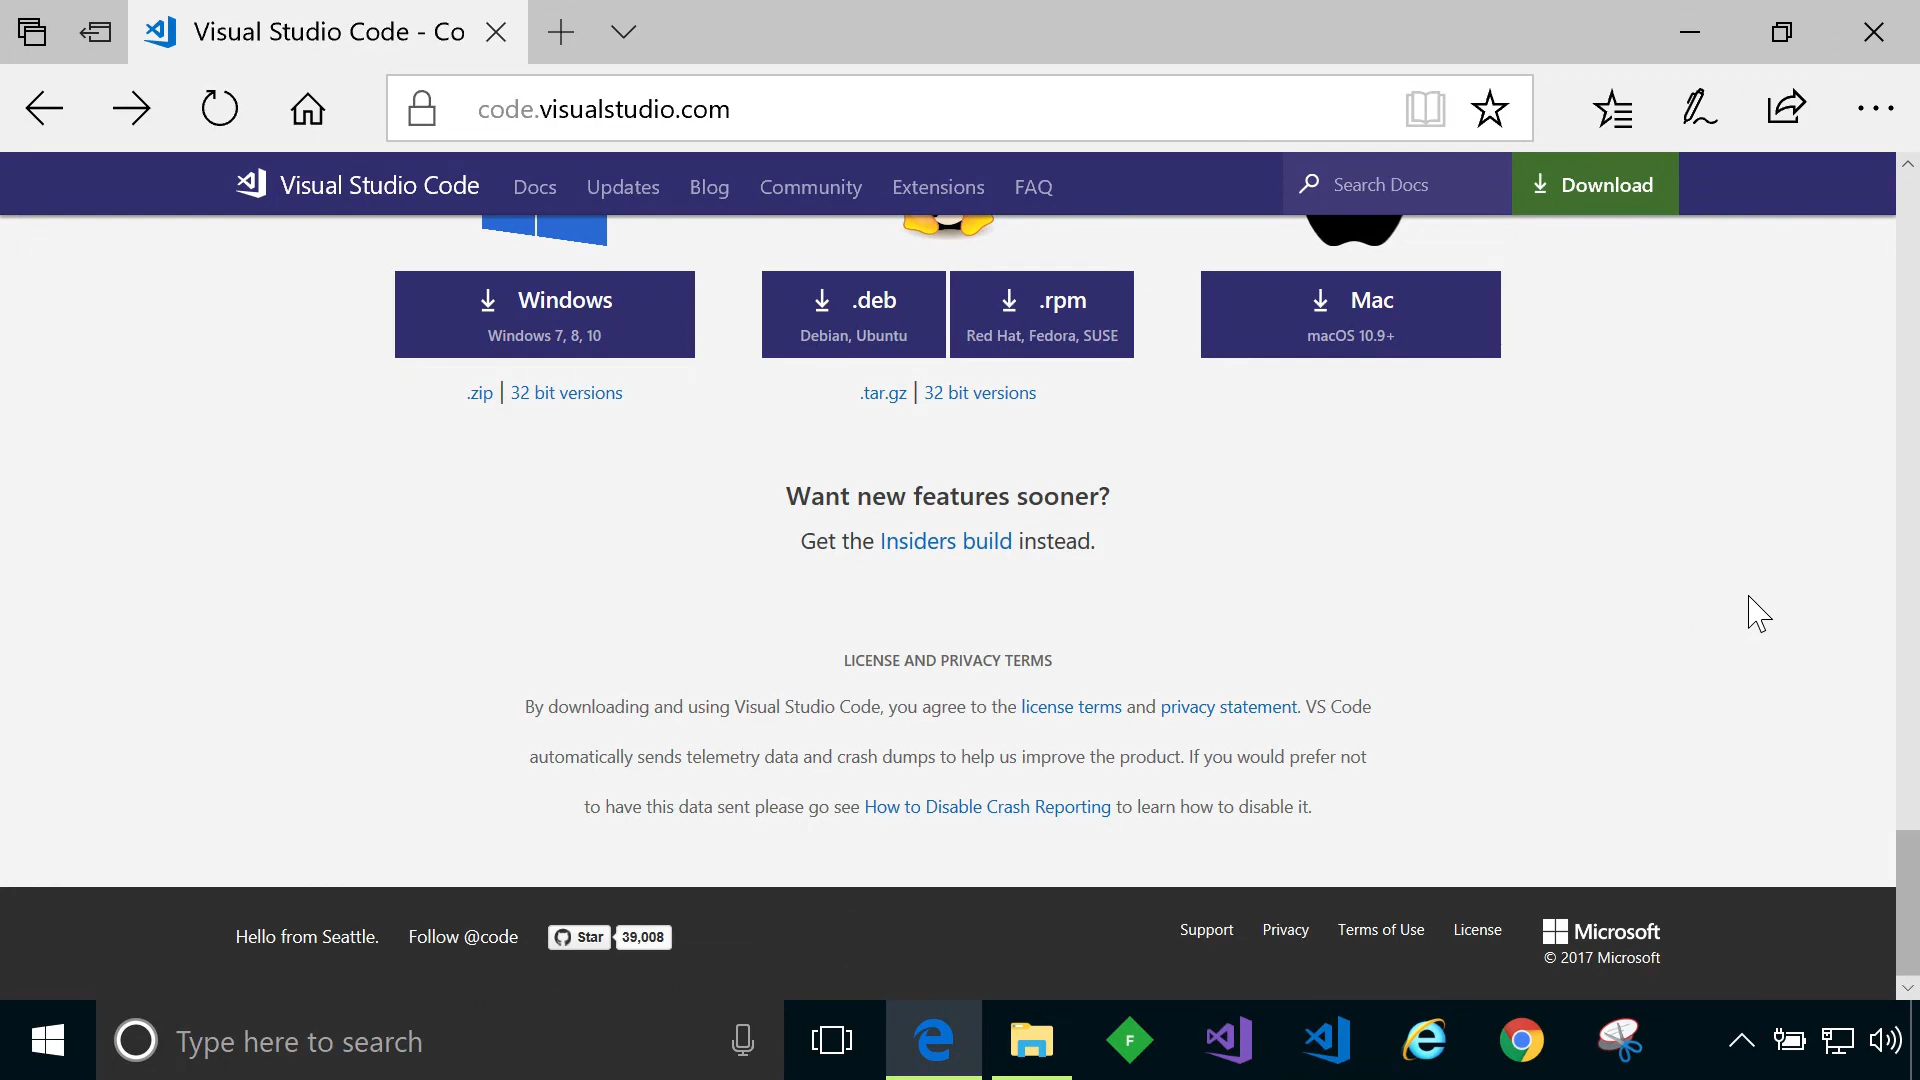 Visual Studio Code - Co
code.visualstudio.com
Visual Studio Code Docs Updates Blog Community Extensions FAQ Search Docs Download
Windows .deb .rpm Mac
Windows 7, 8, 10 Debian, Ubuntu Red Hat, Fedora, SUSE macOS 10.9+
.zip | 32 bit versions .tar.gz | 32 bit versions
Want new features sooner?
Get the Insiders build instead.
LICENSE AND PRIVACY TERMS
By downloading and using Visual Studio Code, you agree to the license terms and privacy statement. VS Code
automatically sends telemetry data and crash dumps to help us improve the product. If you would prefer not
to have this data sent please go see How to Disable Crash Reporting to learn how to disable it.
Hello from Seattle. Follow @code Star 39,008 Support Privacy Terms of Use License Microsoft
© 2017 Microsoft
Type here to search F